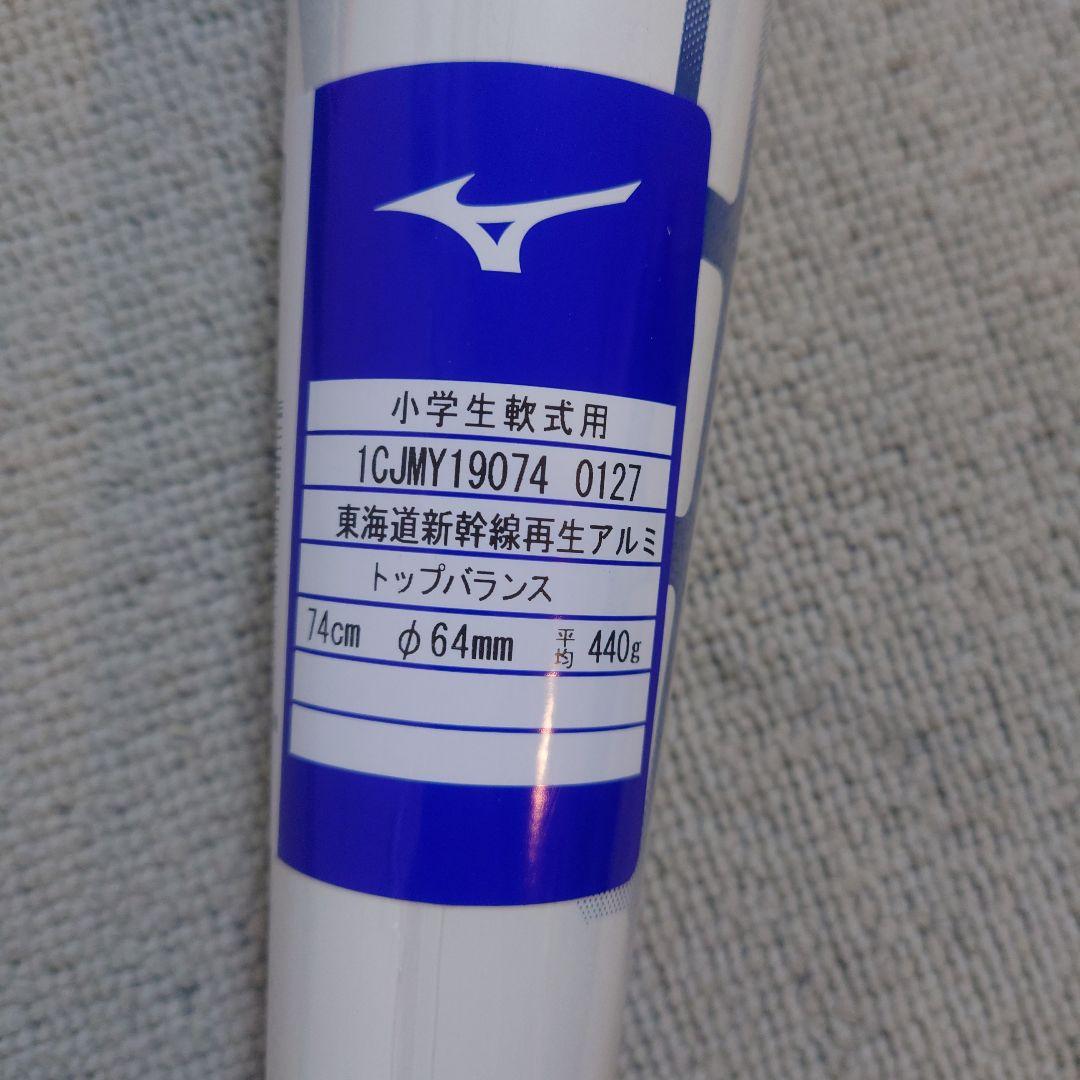 小学生軟式用
1CJMY19074 0127
東海道新幹線再生アルミ
トップバランス
74cm φ64mm 平均 440g